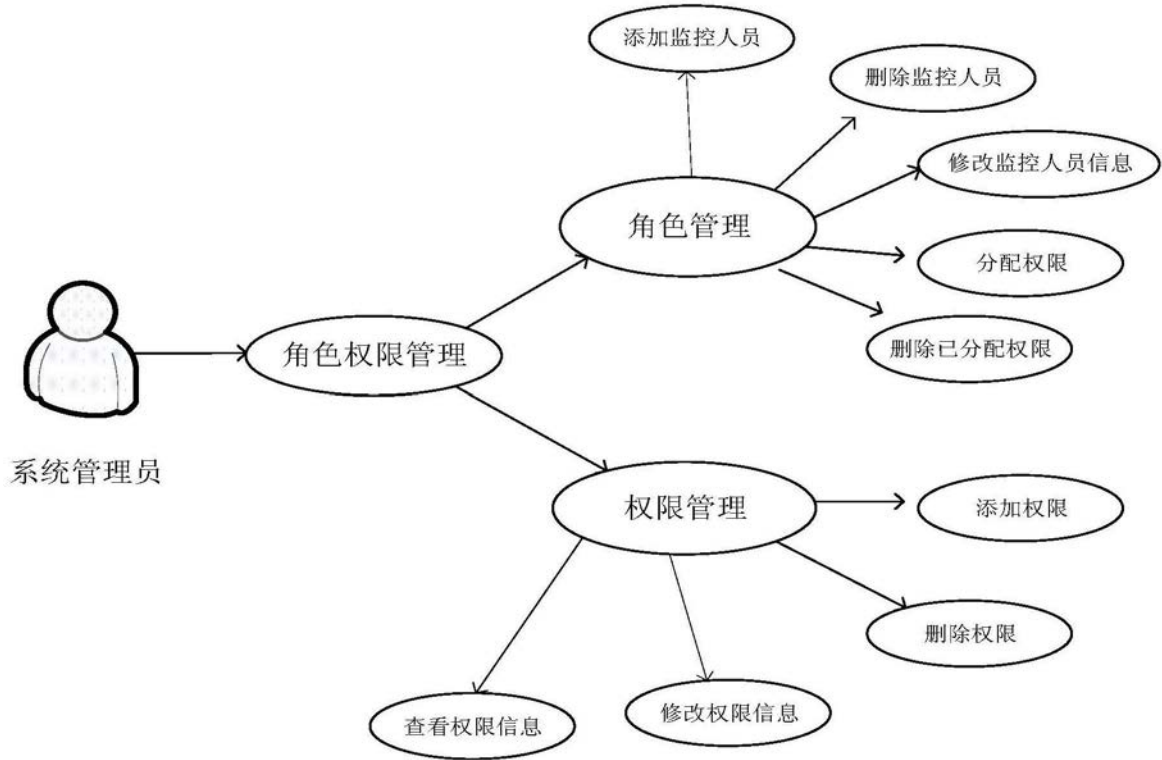 添加监控人员
删除监控人员
修改监控人员信息
角色管理
分配权限
删除已分配权限
角色权限管理
系统管理员
权限管理
添加权限
删除权限
查看权限信息
修改权限信息